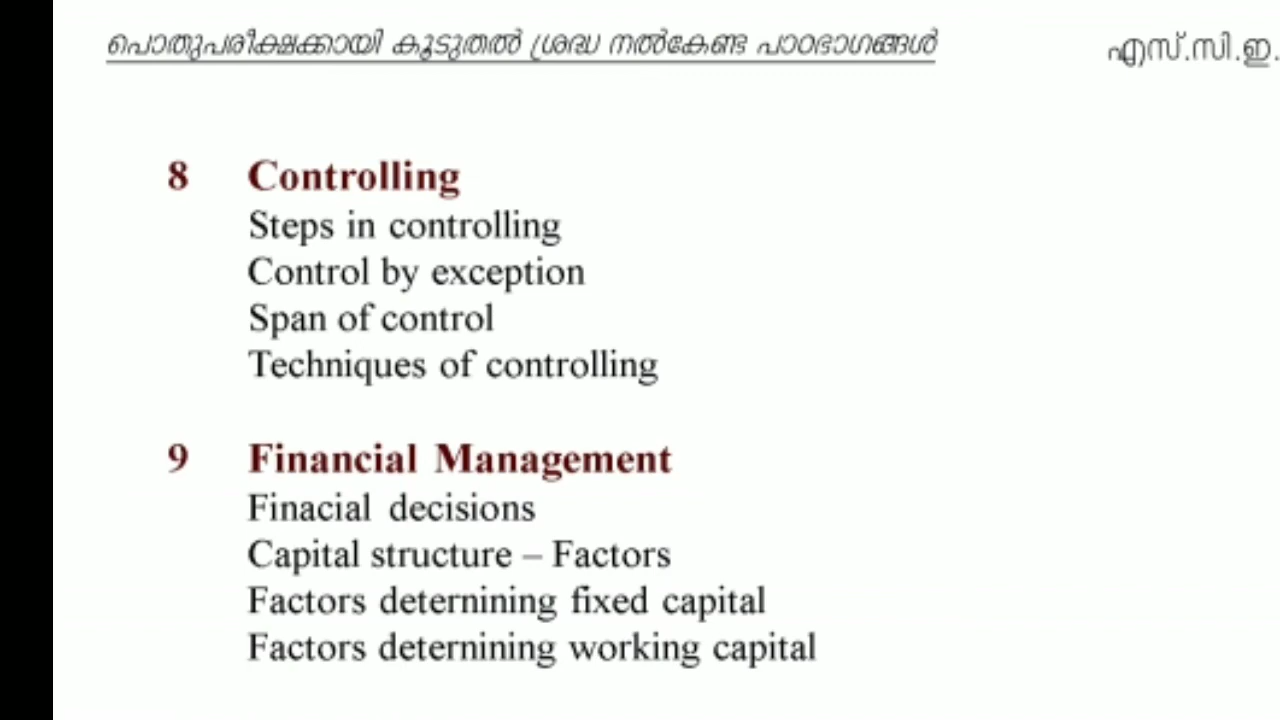 പൊതുപരീക്ഷക്കായി കൂടുതൽ ശ്രദ്ധ നൽകേണ്ട പാഠഭാഗങ്ങൾ
എസ്.സി.ഇ.
8 Controlling
Steps in controlling
Control by exception
Span of control
Techniques of controlling
9 Financial Management
Finacial decisions
Capital structure – Factors
Factors deternining fixed capital
Factors deternining working capital